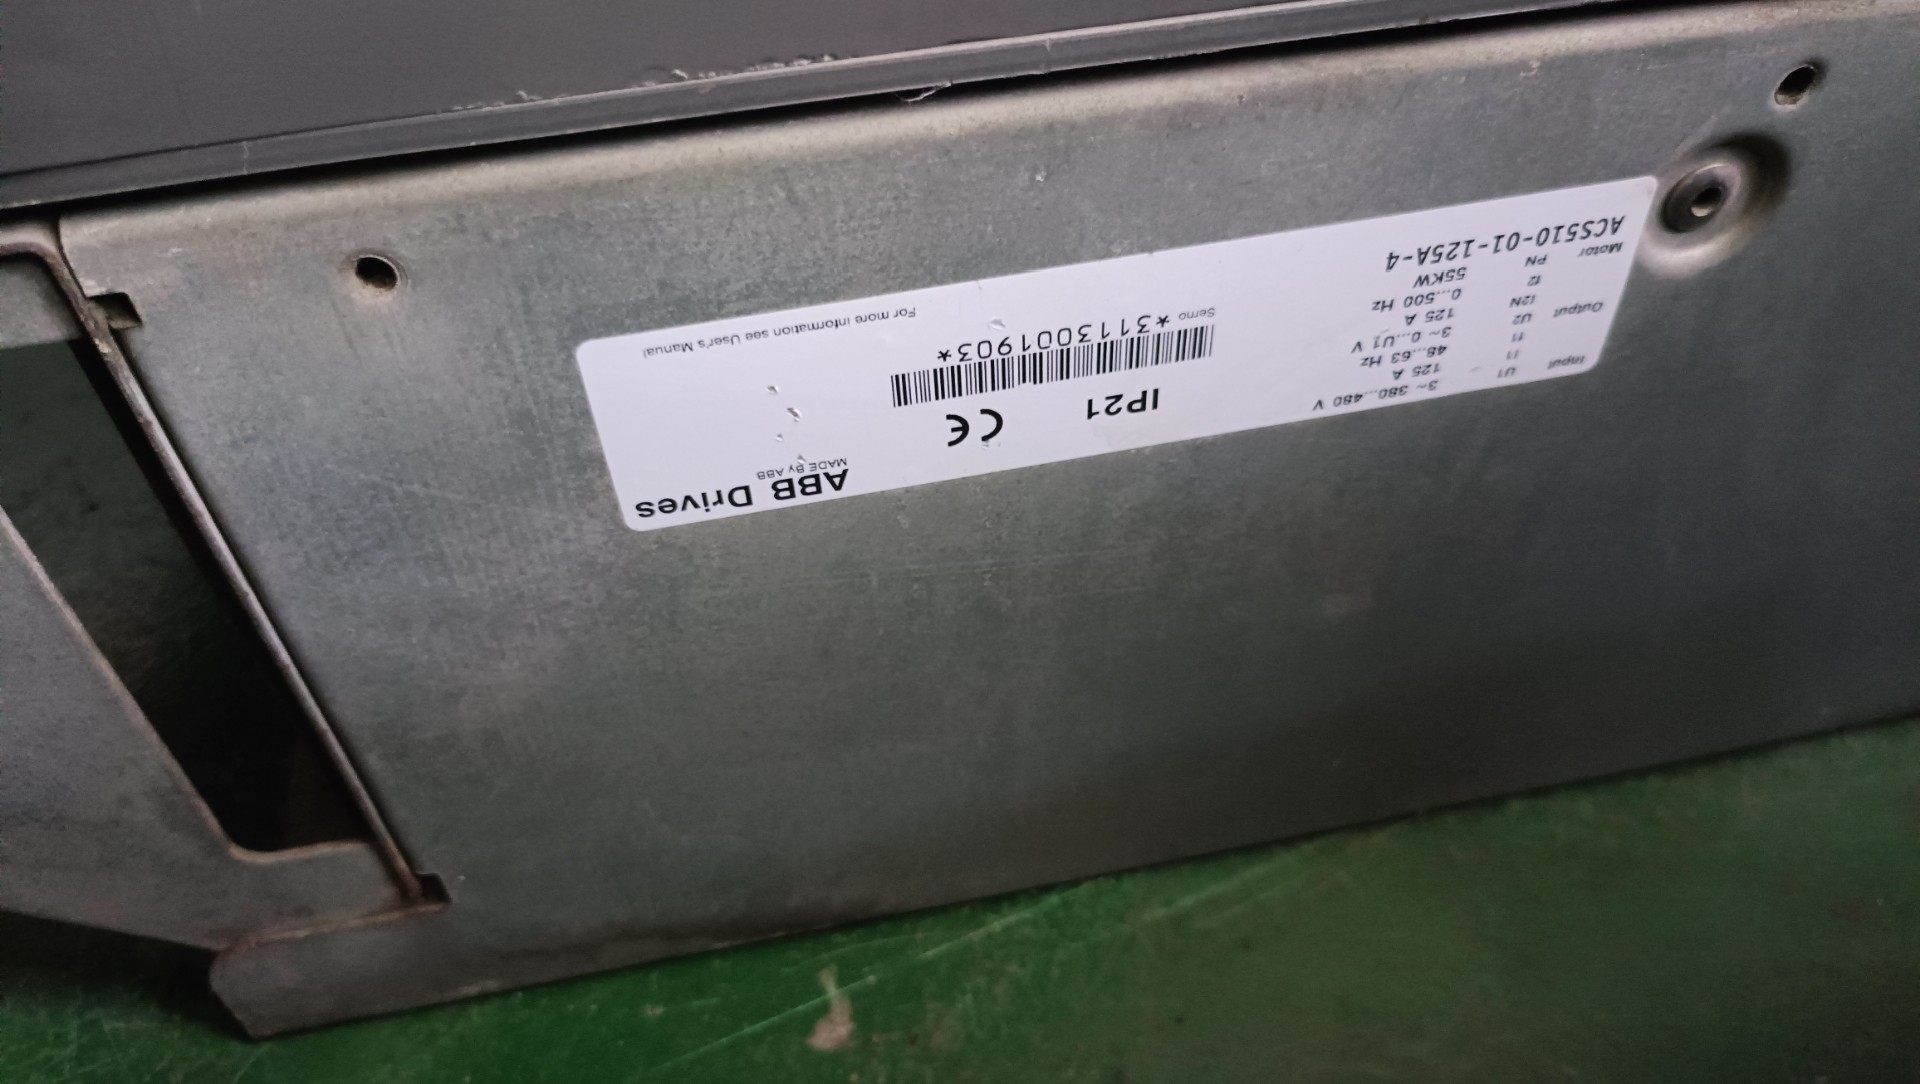 ABB Drives
MADE BY ABB
CE
IP21
*3113001903*
Serno
For more information see User's Manual
Input U1 3~ 380...480 V
I1 125 A
f1 48...63 Hz
Output U2 3~ 0...U1 V
I2N 125 A
f2 0...500 Hz
Motor PN 55KW
ACS510-01-125A-4